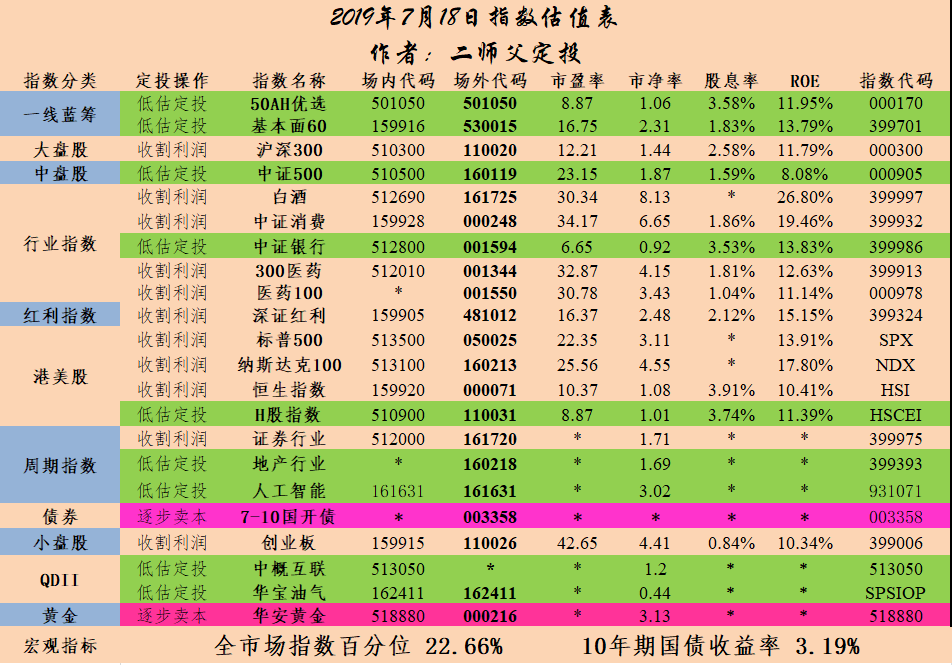 2019年7月18日指数估值表
作者：二师父定投
指数分类 定投操作 指数名称 场内代码 场外代码 市盈率 市净率 股息率 ROE 指数代码
一线蓝筹 低估定投 50AH优选 501050 501050 8.87 1.06 3.58% 11.95% 000170
低估定投 基本面60 159916 530015 16.75 2.31 1.83% 13.79% 399701
大盘股 收割利润 沪深300 510300 110020 12.21 1.44 2.58% 11.79% 000300
中盘股 低估定投 中证500 510500 160119 23.15 1.87 1.59% 8.08% 000905
行业指数 收割利润 白酒 512690 161725 30.34 8.13 * 26.80% 399997
收割利润 中证消费 159928 000248 34.17 6.65 1.86% 19.46% 399932
低估定投 中证银行 512800 001594 6.65 0.92 3.53% 13.83% 399986
收割利润 300医药 512010 001344 32.87 4.15 1.81% 12.63% 399913
收割利润 医药100 * 001550 30.78 3.43 1.04% 11.14% 000978
红利指数 收割利润 深证红利 159905 481012 16.37 2.48 2.12% 15.15% 399324
港美股 收割利润 标普500 513500 050025 22.35 3.11 * 13.91% SPX
收割利润 纳斯达克100 513100 160213 25.56 4.55 * 17.80% NDX
收割利润 恒生指数 159920 000071 10.37 1.08 3.91% 10.41% HSI
低估定投 H股指数 510900 110031 8.87 1.01 3.74% 11.39% HSCEI
周期指数 收割利润 证券行业 512000 161720 * 1.71 * * 399975
低估定投 地产行业 * 160218 * 1.69 * * 399393
低估定投 人工智能 161631 161631 * 3.02 * * 931071
债券 逐步卖本 7-10国开债 * 003358 * * * * 003358
小盘股 收割利润 创业板 159915 110026 42.65 4.41 0.84% 10.34% 399006
QDII 低估定投 中概互联 513050 * * 1.2 * * 513050
低估定投 华宝油气 162411 162411 * 0.44 * * SPSIOP
黄金 逐步卖本 华安黄金 518880 000216 * 3.13 * * 518880
宏观指标 全市场指数百分位 22.66% 10年期国债收益率 3.19%